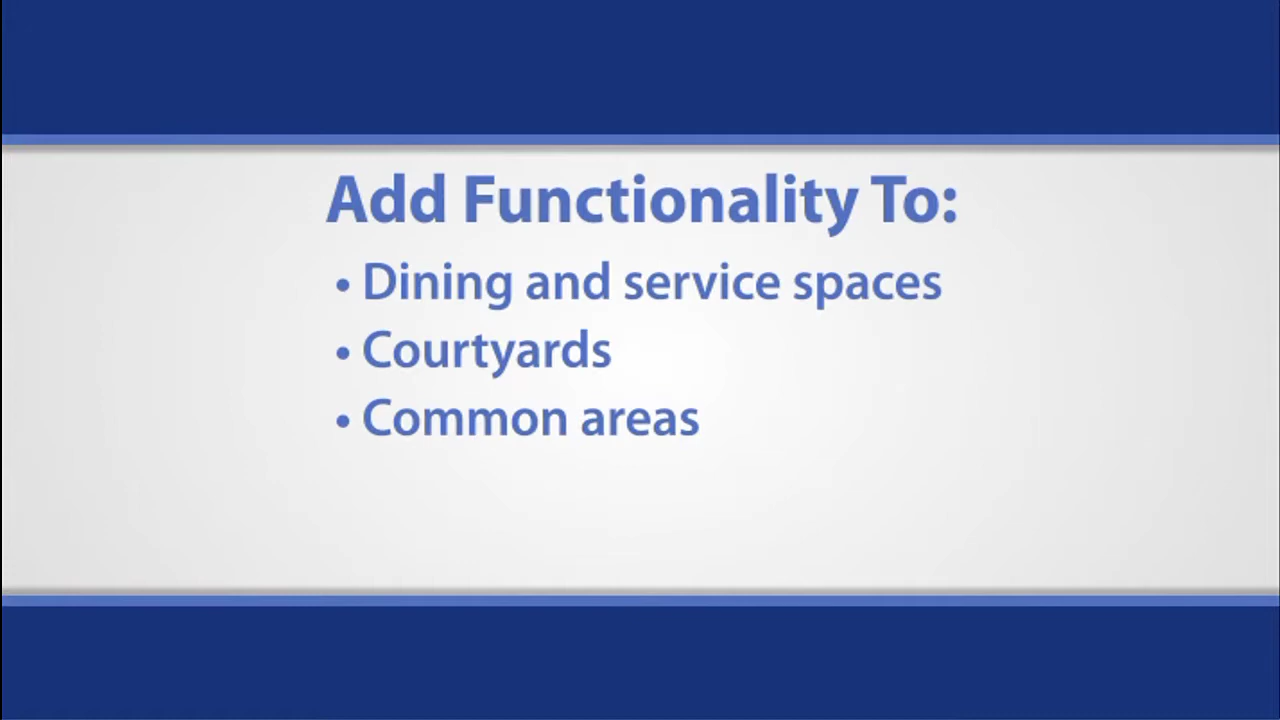 Add Functionality To:
• Dining and service spaces
• Courtyards
• Common areas